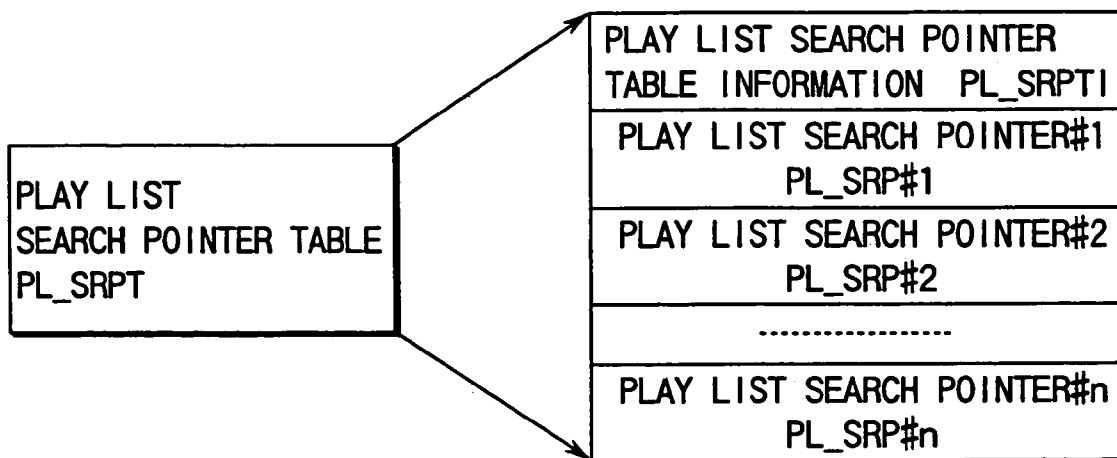 PLAY LIST
SEARCH POINTER TABLE
PL_SRPT
PLAY LIST SEARCH POINTER
TABLE INFORMATION PL_SRPTI
PLAY LIST SEARCH POINTER#1
PL_SRP#1
PLAY LIST SEARCH POINTER#2
PL_SRP#2
PLAY LIST SEARCH POINTER#n
PL_SRP#n